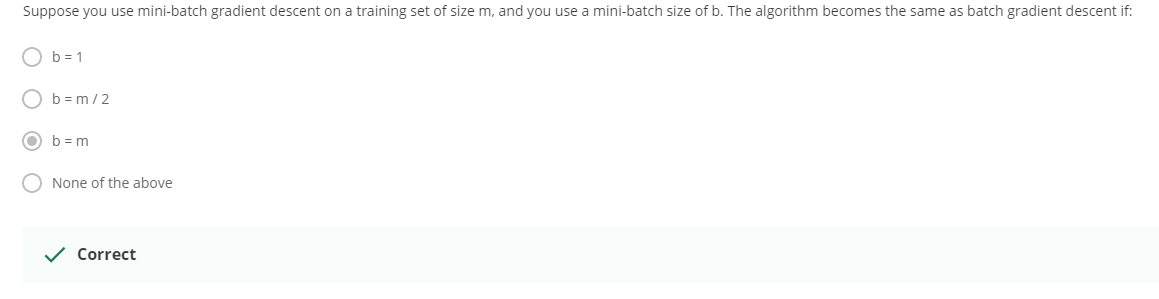 Suppose you use mini-batch gradient descent on a training set of size m, and you use a mini-batch size of b. The algorithm becomes the same as batch gradient descent if:
b = 1
b = m / 2
b = m
None of the above
Correct